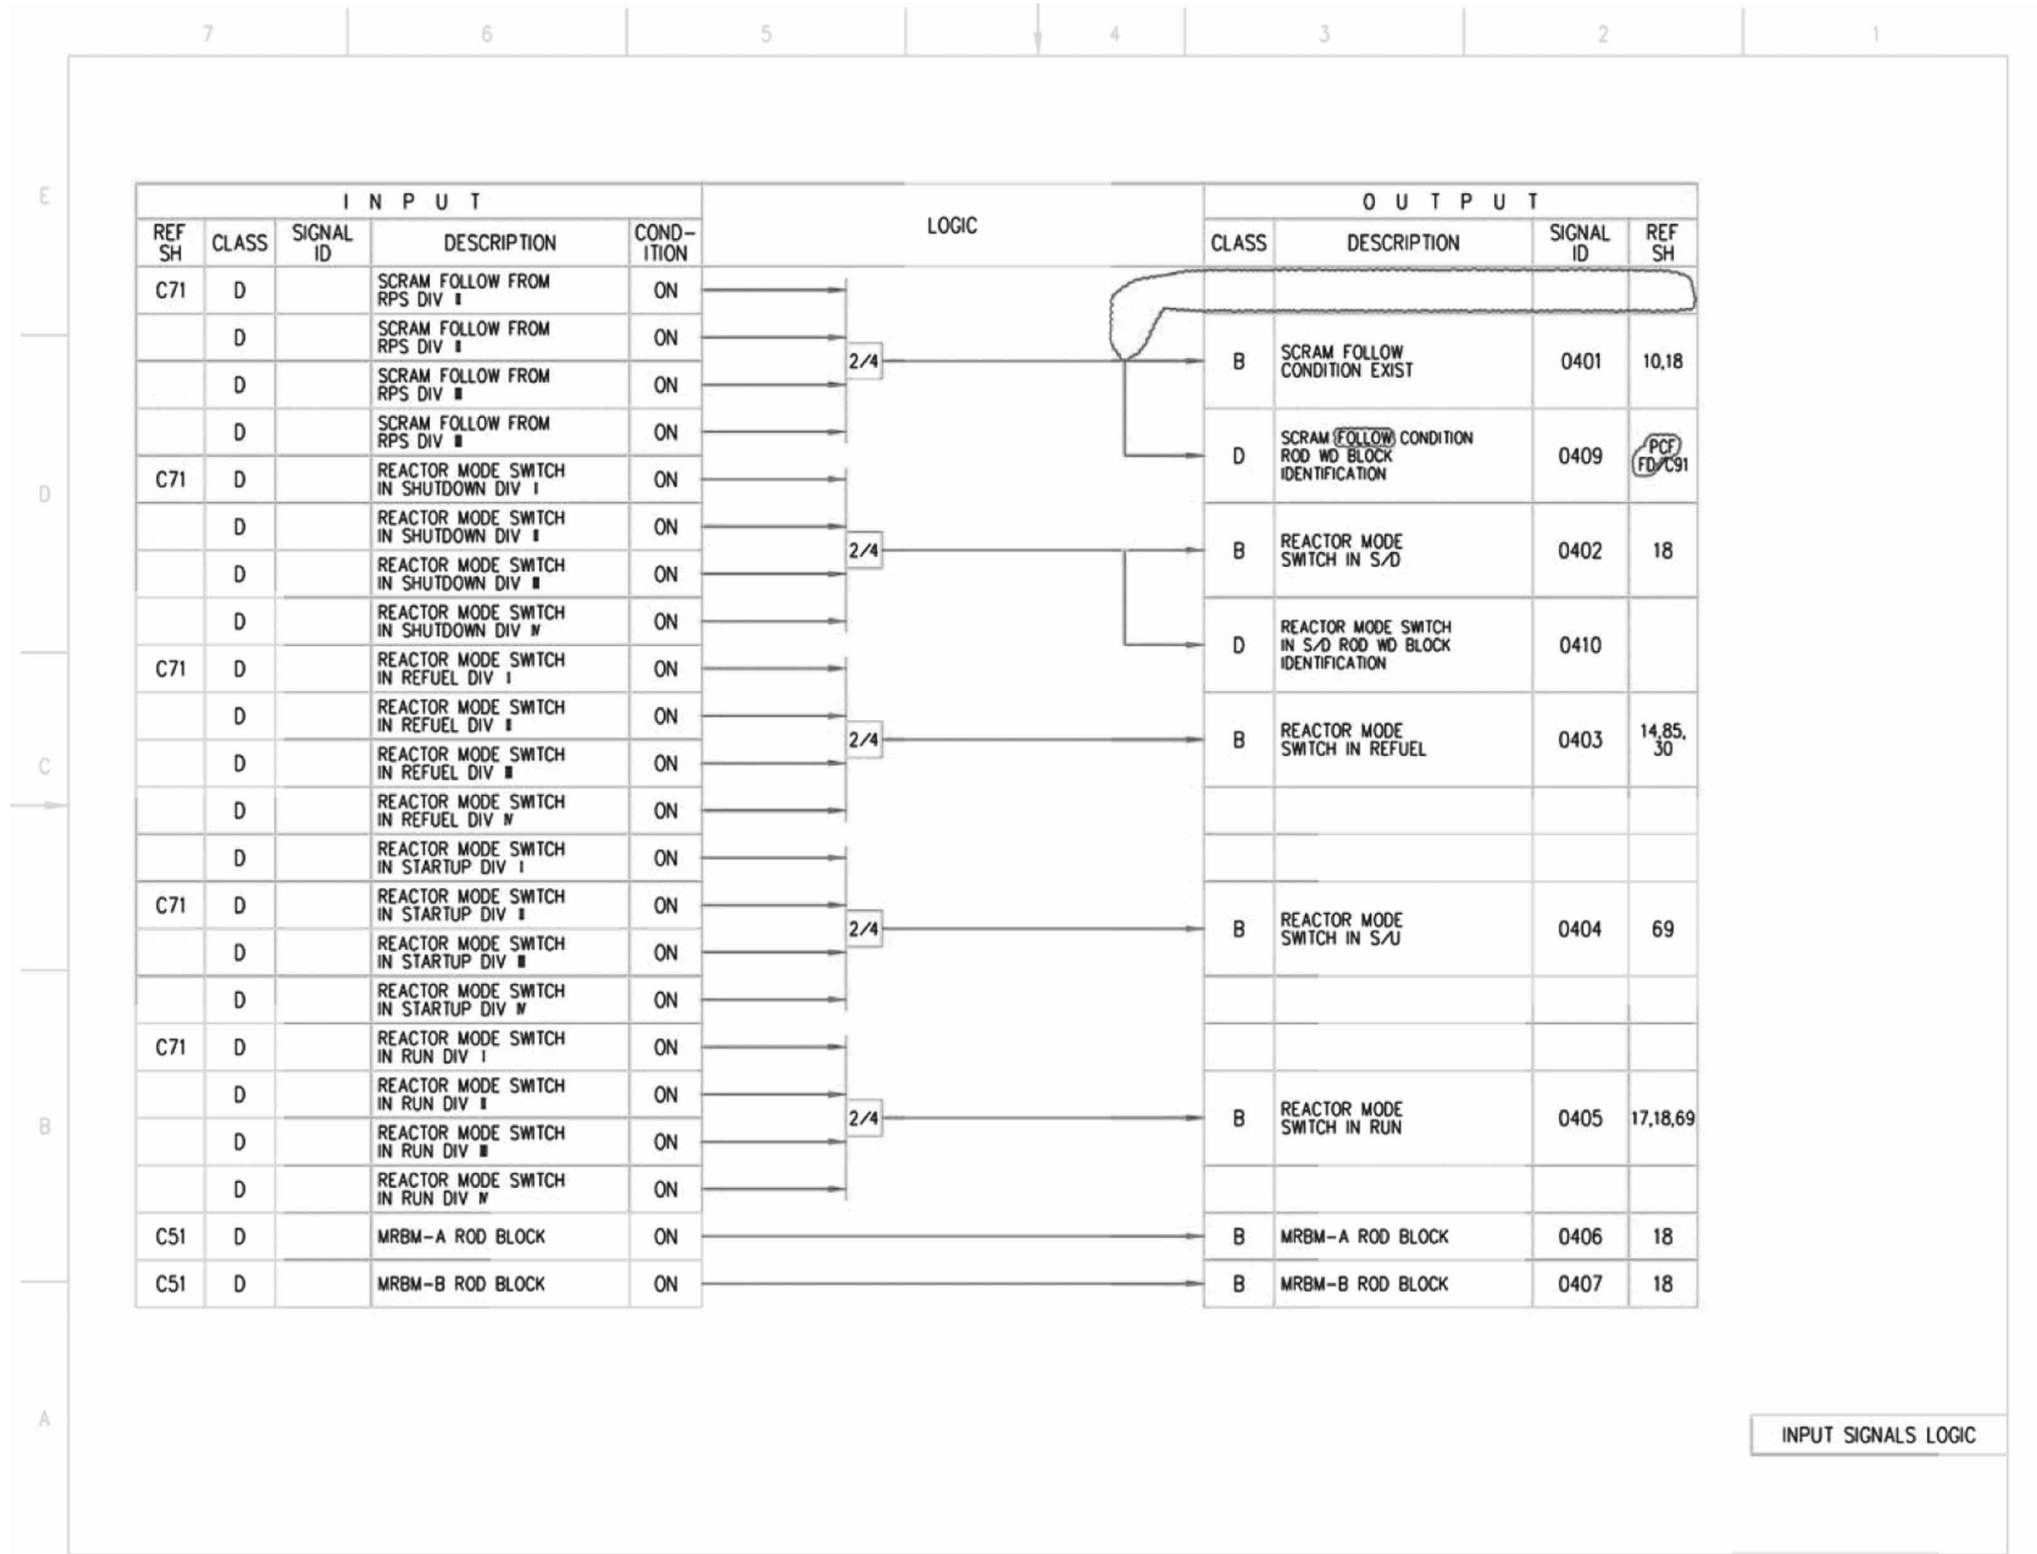 7 6 5 4 3 2 1
E
D
C
B
A
INPUT LOGIC OUTPUT
REF SH CLASS SIGNAL ID DESCRIPTION COND-ITION CLASS DESCRIPTION SIGNAL ID REF SH
C71 D SCRAM FOLLOW FROM
RPS DIV ON
D SCRAM FOLLOW FROM
RPS DIV ON
D SCRAM FOLLOW FROM
RPS DIV ON
D SCRAM FOLLOW FROM
RPS DIV ON
2/4
B SCRAM FOLLOW
CONDITION EXIST 0401 10,18
D SCRAM FOLLOW CONDITION
ROD WD BLOCK
IDENTIFICATION 0409 PCF
FD/C91
C71 D REACTOR MODE SWITCH
IN SHUTDOWN DIV I ON
D REACTOR MODE SWITCH
IN SHUTDOWN DIV II ON
D REACTOR MODE SWITCH
IN SHUTDOWN DIV III ON
D REACTOR MODE SWITCH
IN SHUTDOWN DIV IV ON
2/4
B REACTOR MODE
SWITCH IN S/D 0402 18
D REACTOR MODE SWITCH
IN S/D ROD WD BLOCK
IDENTIFICATION 0410
C71 D REACTOR MODE SWITCH
IN REFUEL DIV I ON
D REACTOR MODE SWITCH
IN REFUEL DIV II ON
D REACTOR MODE SWITCH
IN REFUEL DIV III ON
D REACTOR MODE SWITCH
IN REFUEL DIV IV ON
2/4
B REACTOR MODE
SWITCH IN REFUEL 0403 14,85,
30
D REACTOR MODE SWITCH
IN STARTUP DIV I ON
C71 D REACTOR MODE SWITCH
IN STARTUP DIV II ON
D REACTOR MODE SWITCH
IN STARTUP DIV III ON
D REACTOR MODE SWITCH
IN STARTUP DIV IV ON
2/4
B REACTOR MODE
SWITCH IN S/U 0404 69
C71 D REACTOR MODE SWITCH
IN RUN DIV I ON
D REACTOR MODE SWITCH
IN RUN DIV II ON
D REACTOR MODE SWITCH
IN RUN DIV III ON
D REACTOR MODE SWITCH
IN RUN DIV IV ON
2/4
B REACTOR MODE
SWITCH IN RUN 0405 17,18,69
C51 D MRBM-A ROD BLOCK ON B MRBM-A ROD BLOCK 0406 18
C51 D MRBM-B ROD BLOCK ON B MRBM-B ROD BLOCK 0407 18
INPUT SIGNALS LOGIC